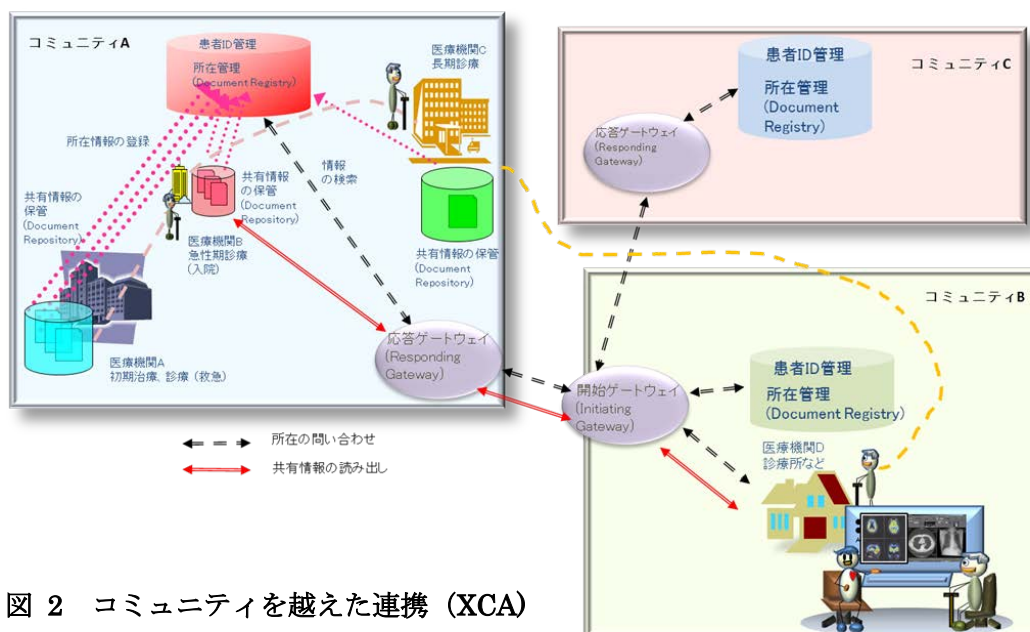 コミュニティA
患者ID管理
所在管理
(Document Registry)
医療機関C
長期診療
所在情報の登録
共有情報の
保管
(Document
Repository)
共有情報
の保管
(Document
Repository)
情報
の検索
医療機関B
急性期診療
(入院)
共有情報の保管
(Document
Repository)
医療機関A
初期治療、診療(救急)
応答ゲートウェイ
(Responding
Gateway)
コミュニティC
患者ID管理
所在管理
(Document
Registry)
応答ゲートウェイ
(Responding
Gateway)
コミュニティB
開始ゲートウェイ
(Initiating
Gateway)
患者ID管理
所在管理
(Document Registry)
医療機関D
診療所など
所在の問い合わせ
共有情報の読み出し
図 2 コミュニティを越えた連携 (XCA)